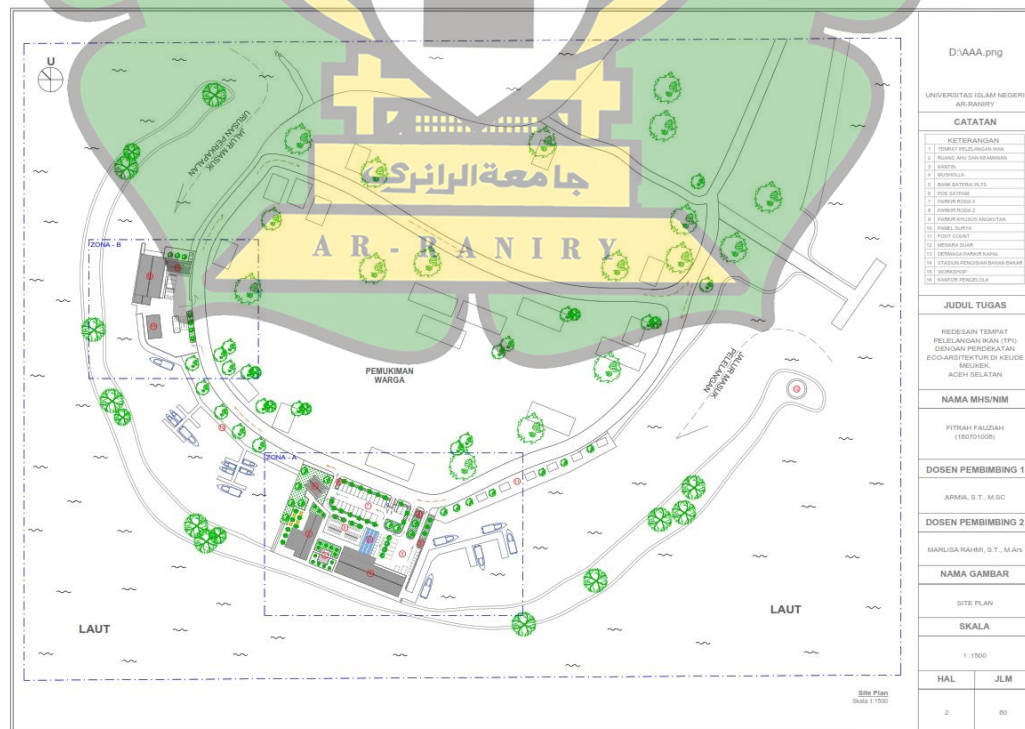 U
JALUR MASUK
URUSAN PERKAPALAN
جامعة الرانري
AR - RANIRY
ZONA - B
PEMUKIMAN
WARGA
JALUR MASUK
PELELANGAN
ZONA - A
LAUT
LAUT
Site Plan
Skala 1:1500
D:\AAA.png
UNIVERSITAS ISLAM NEGERI
AR-RANIRY
CATATAN
KETERANGAN
1 TEMPAT PELELANGAN IKAN
2 RUANG AHU DAN KEAMANAN
3 KANTIN
4 MUSHOLLA
5 BANK BATERAI PLTS
6 POS SATPAM
7 PARKIR RODA 4
8 PARKIR RODA 2
9 PARKIR KHUSUS ANGKUTAN
10 PANEL SURYA
11 FOOT COURT
12 MENARA SUAR
13 DERMAGA PARKIR KAPAL
14 STASIUN PENGISIAN BAHAN BAKAR
15 WORKSHOP
16 KANTOR PENGELOLA
JUDUL TUGAS
REDESAIN TEMPAT
PELELANGAN IKAN (TPI)
DENGAN PERDEKATAN
ECO-ARSITEKTUR DI KEUDE
MEUKEK,
ACEH SELATAN
NAMA MHS/NIM
FITRAH FAUZIAH
(160701006)
DOSEN PEMBIMBING 1
ARMIA, S.T., M.SC
DOSEN PEMBIMBING 2
MARLISA RAHMI, S.T., M.Ars
NAMA GAMBAR
SITE PLAN
SKALA
1 :1500
HAL JLM
2 60